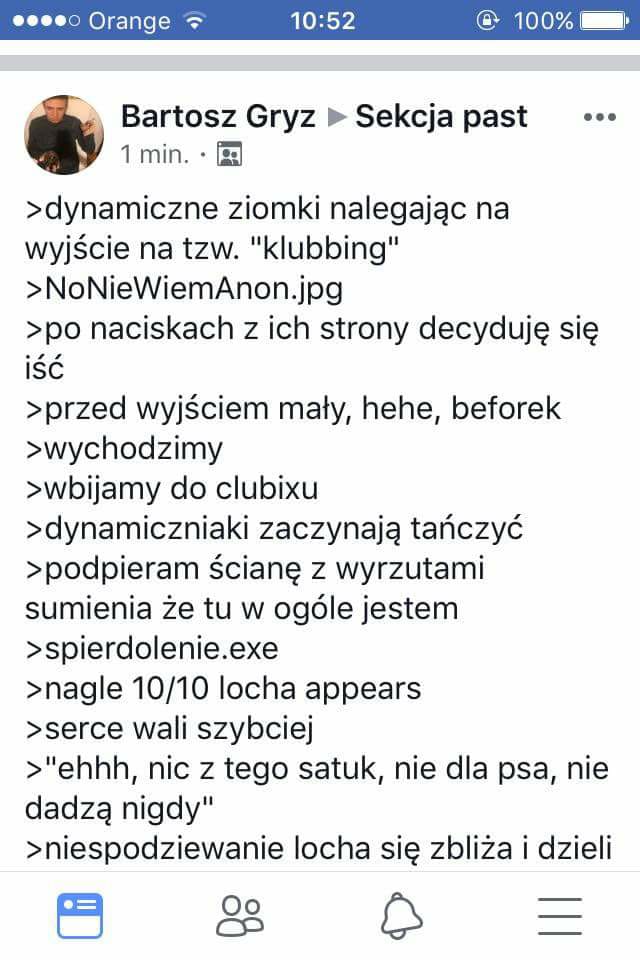 Orange 10:52 100%
Bartosz Gryz ▶ Sekcja past
1 min. ·
>dynamiczne ziomki nalegając na
wyjście na tzw. "klubbing"
>NoNieWiemAnon.jpg
>po naciskach z ich strony decyduję się
iść
>przed wyjściem mały, hehe, beforek
>wychodzimy
>wbijamy do clubixu
>dynamiczniaki zaczynają tańczyć
>podpieram ścianę z wyrzutami
sumienia że tu w ogóle jestem
>spierdolenie.exe
>nagle 10/10 locha appears
>serce wali szybciej
>"ehhh, nic z tego satuk, nie dla psa, nie
dadzą nigdy"
>niespodziewanie locha się zbliża i dzieli